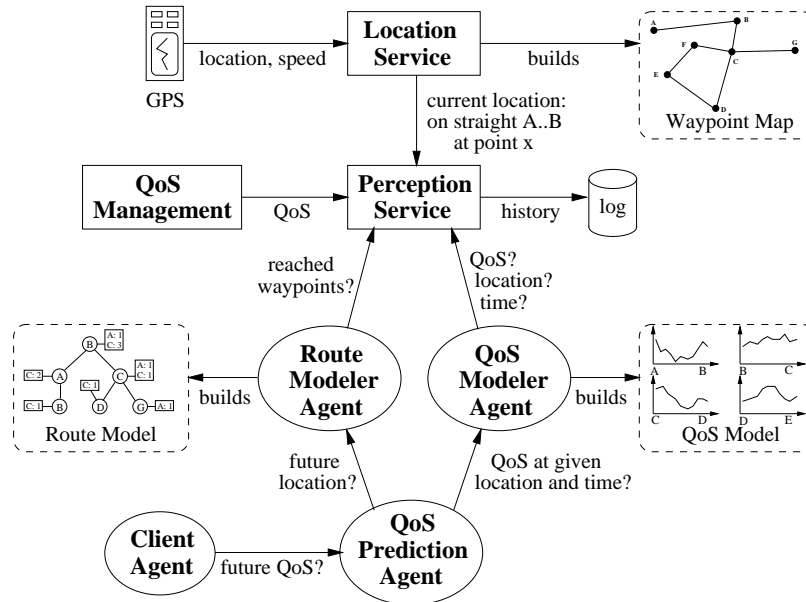 GPS
location, speed
Location
Service
builds
A
B
F
C
G
E
D
Waypoint Map
current location:
on straight A..B
at point x
QoS
Management
QoS
Perception
Service
history
log
reached
waypoints?
QoS?
location?
time?
B
A: 1
C: 3
C: 2
A
C
A: 1
C: 1
C: 1
B
C: 1
D
G
A: 1
Route Model
builds
Route
Modeler
Agent
QoS
Modeler
Agent
builds
A
B
B
C
C
D
D
E
QoS Model
future
location?
QoS at given
location and time?
Client
Agent
future QoS?
QoS
Prediction
Agent